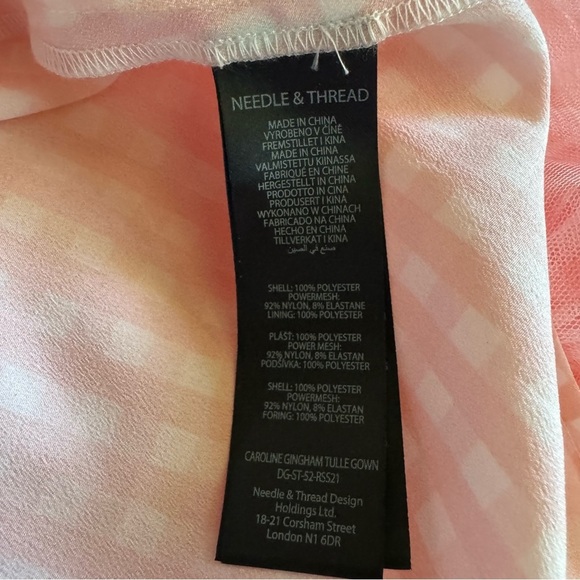 NEEDLE & THREAD
MADE IN CHINA
VYROBENO V ČÍNĚ
FREMSTILLET I KINA
MADE IN CHINA
VALMISTETTU KIINASSA
FABRIQUÉ EN CHINE
HERGESTELLT IN CHINA
PRODOTTO IN CINA
PRODUSERT I KINA
WYKONANO W CHINACH
FABRICADO NA CHINA
HECHO EN CHINA
TILLVERKAT I KINA
صنع في الصين
SHELL: 100% POLYESTER
POWERMESH:
92% NYLON, 8% ELASTANE
LINING: 100% POLYESTER
PLÁŠŤ: 100% POLYESTER
POWER MESH:
92% NYLON, 8% ELASTAN
PODŠÍVKA: 100% POLYESTER
SHELL: 100% POLYESTER
POWERMESH:
92% NYLON, 8% ELASTAN
FORING: 100% POLYESTER
CAROLINE GINGHAM TULLE GOWN
DG-ST-52-RSS21
Needle & Thread Design
Holdings Ltd.
18-21 Corsham Street
London N1 6DR